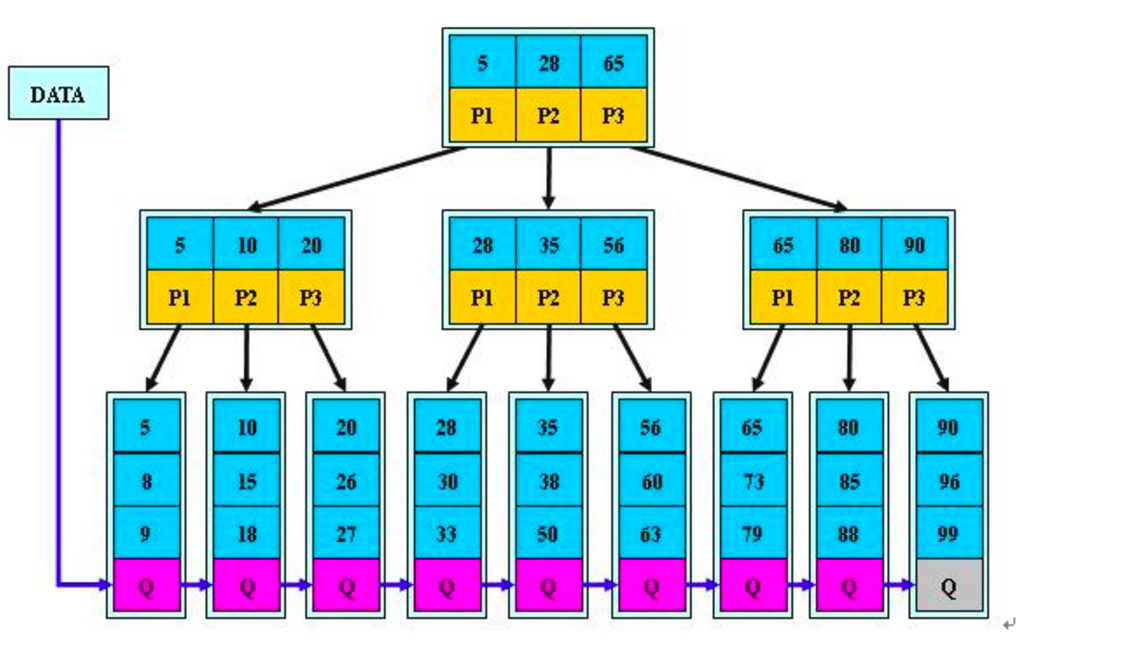 5 28 65
DATA
P1 P2 P3
5 10 20 28 35 56 65 80 90
P1 P2 P3 P1 P2 P3 P1 P2 P3
5 10 20 28 35 56 65 80 90
8 15 26 30 38 60 73 85 96
9 18 27 33 50 63 79 88 99
Q Q Q Q Q Q Q Q Q